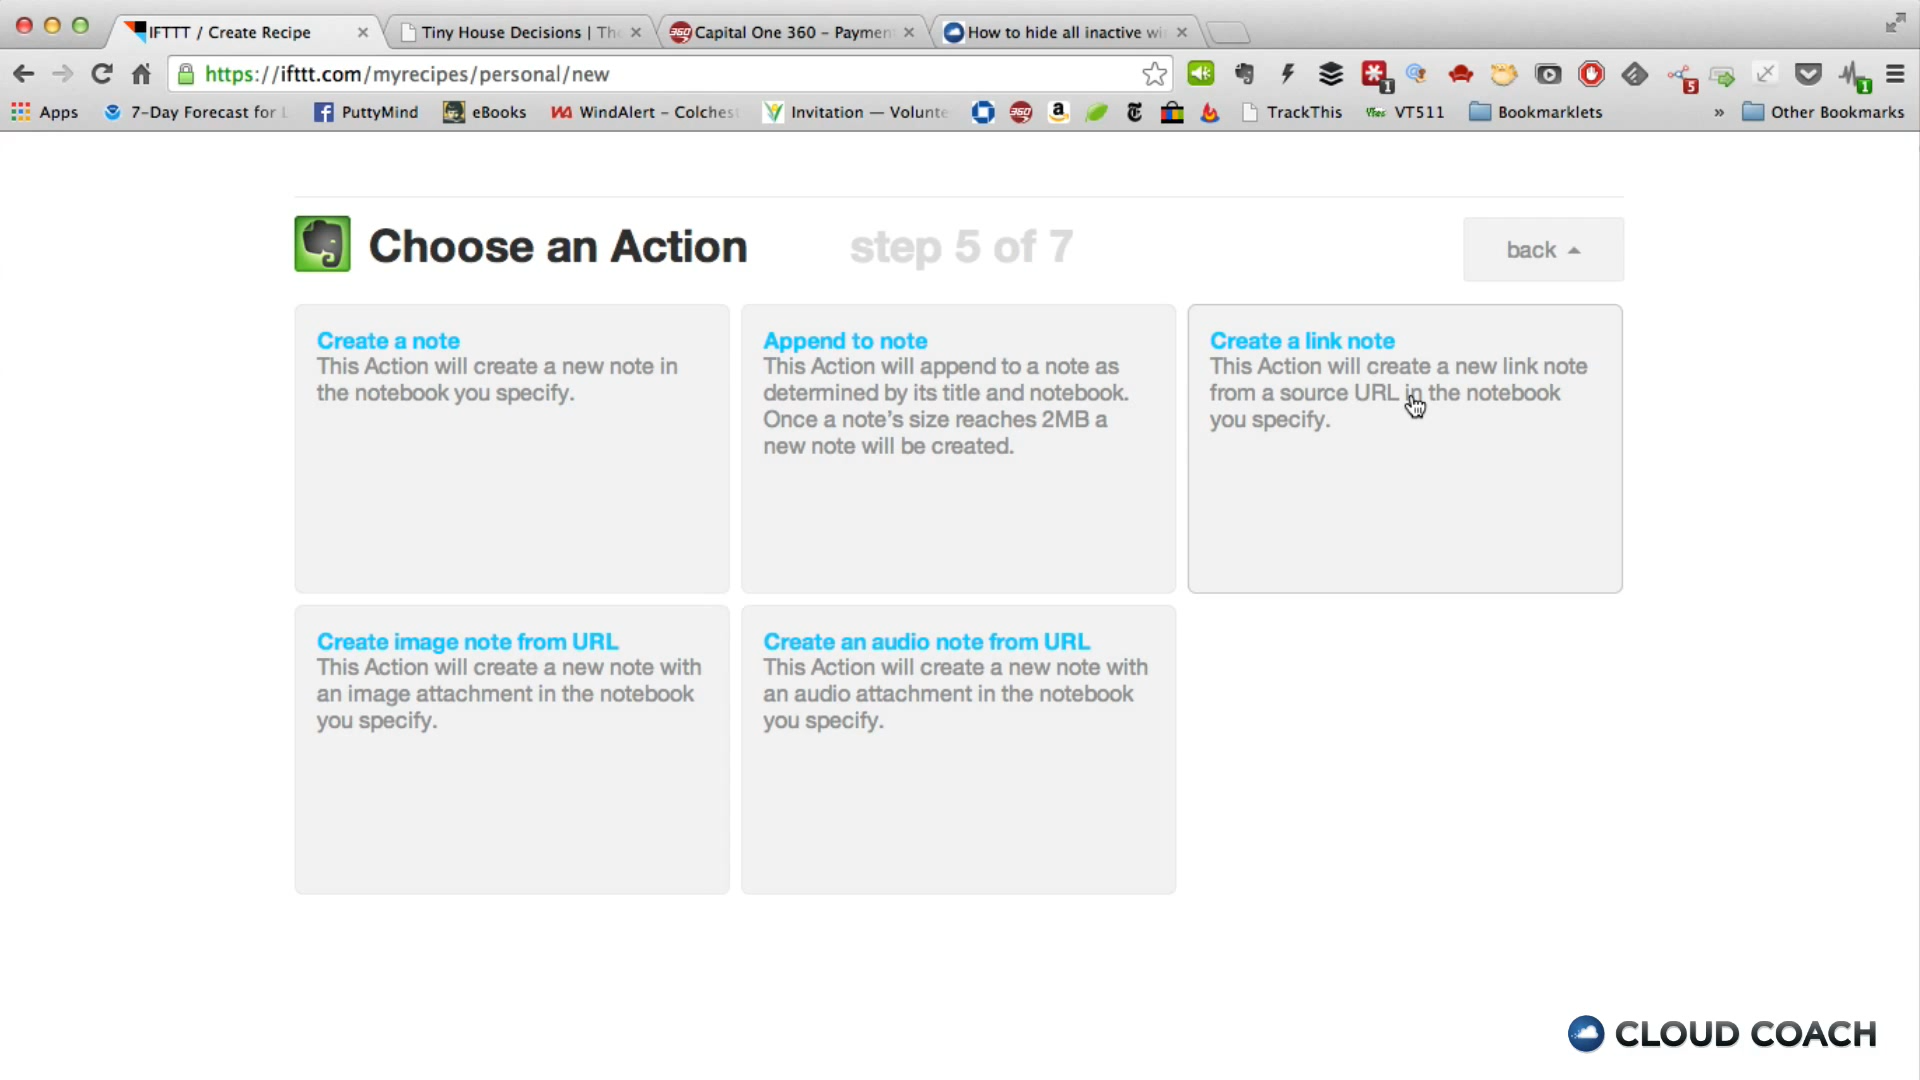 IFTTT / Create Recipe
Tiny House Decisions | Th
Capital One 360 – Paymen
How to hide all inactive wi
https://ifttt.com/myrecipes/personal/new
1
5
1
Apps
7-Day Forecast for L
PuttyMind
eBooks
WindAlert – Colchest
Invitation — Volunte
TrackThis
VT511
Bookmarklets
»
Other Bookmarks
Choose an Action
step 5 of 7
back
Create a note
This Action will create a new note in
the notebook you specify.
Append to note
This Action will append to a note as
determined by its title and notebook.
Once a note's size reaches 2MB a
new note will be created.
Create a link note
This Action will create a new link note
from a source URL in the notebook
you specify.
Create image note from URL
This Action will create a new note with
an image attachment in the notebook
you specify.
Create an audio note from URL
This Action will create a new note with
an audio attachment in the notebook
you specify.
CLOUD COACH